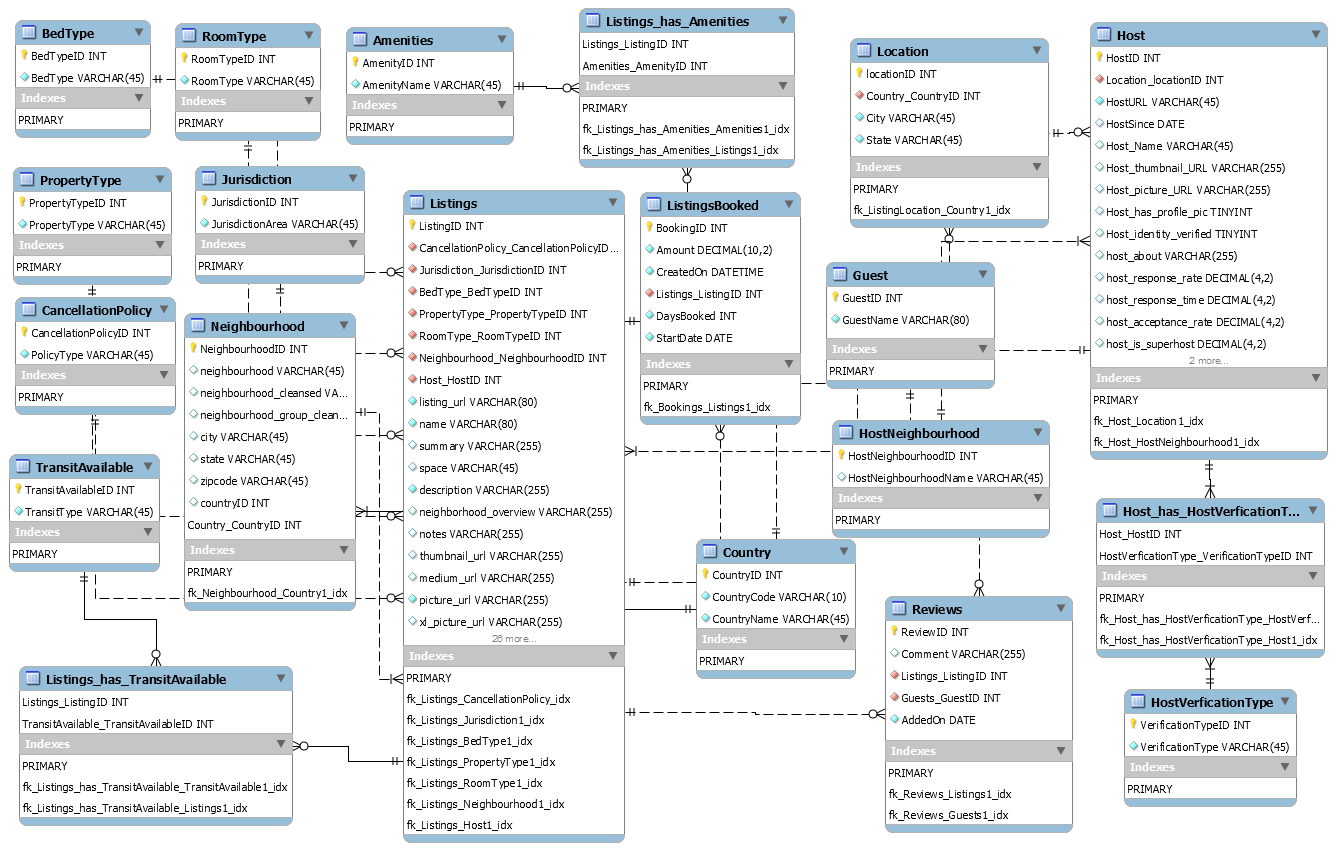 BedType
BedTypeID INT
BedType VARCHAR(45)
Indexes
PRIMARY
RoomType
RoomTypeID INT
RoomType VARCHAR(45)
Indexes
PRIMARY
Amenities
AmenityID INT
AmenityName VARCHAR(45)
Indexes
PRIMARY
Listings_has_Amenities
Listings_ListingID INT
Amenities_AmenityID INT
Indexes
PRIMARY
fk_Listings_has_Amenities_Amenities1_idx
fk_Listings_has_Amenities_Listings1_idx
Location
locationID INT
Country_CountryID INT
City VARCHAR(45)
State VARCHAR(45)
Indexes
PRIMARY
fk_ListingLocation_Country1_idx
Host
HostID INT
Location_locationID INT
HostURL VARCHAR(45)
HostSince DATE
Host_Name VARCHAR(45)
Host_thumbnail_URL VARCHAR(255)
Host_picture_URL VARCHAR(255)
Host_has_profile_pic TINYINT
Host_identity_verified TINYINT
host_about VARCHAR(255)
host_response_rate DECIMAL(4,2)
host_response_time DECIMAL(4,2)
host_acceptance_rate DECIMAL(4,2)
host_is_superhost DECIMAL(4,2)
2 more...
Indexes
PRIMARY
fk_Host_Location1_idx
fk_Host_HostNeighbourhood1_idx
PropertyType
PropertyTypeID INT
PropertyType VARCHAR(45)
Indexes
PRIMARY
Jurisdiction
JurisdictionID INT
JurisdictionArea VARCHAR(45)
Indexes
PRIMARY
Listings
ListingID INT
CancellationPolicy_CancellationPolicyID...
Jurisdiction_JurisdictionID INT
BedType_BedTypeID INT
PropertyType_PropertyTypeID INT
RoomType_RoomTypeID INT
Neighbourhood_NeighbourhoodID INT
Host_HostID INT
listing_url VARCHAR(80)
name VARCHAR(80)
summary VARCHAR(255)
space VARCHAR(45)
description VARCHAR(255)
neighborhood_overview VARCHAR(255)
notes VARCHAR(255)
thumbnail_url VARCHAR(255)
medium_url VARCHAR(255)
picture_url VARCHAR(255)
xl_picture_url VARCHAR(255)
26 more...
Indexes
PRIMARY
fk_Listings_CancellationPolicy_idx
fk_Listings_Jurisdiction1_idx
fk_Listings_BedType1_idx
fk_Listings_PropertyType1_idx
fk_Listings_RoomType1_idx
fk_Listings_Neighbourhood1_idx
fk_Listings_Host1_idx
ListingsBooked
BookingID INT
Amount DECIMAL(10,2)
CreatedOn DATETIME
Listings_ListingID INT
DaysBooked INT
StartDate DATE
Indexes
PRIMARY
fk_Bookings_Listings1_idx
Guest
GuestID INT
GuestName VARCHAR(80)
Indexes
PRIMARY
CancellationPolicy
CancellationPolicyID INT
PolicyType VARCHAR(45)
Indexes
PRIMARY
Neighbourhood
NeighbourhoodID INT
neighbourhood VARCHAR(45)
neighbourhood_cleansed VA...
neighbourhood_group_clean...
city VARCHAR(45)
state VARCHAR(45)
zipcode VARCHAR(45)
countryID INT
Country_CountryID INT
Indexes
PRIMARY
fk_Neighbourhood_Country1_idx
HostNeighbourhood
HostNeighbourhoodID INT
HostNeighbourhoodName VARCHAR(45)
Indexes
PRIMARY
TransitAvailable
TransitAvailableID INT
TransitType VARCHAR(45)
Indexes
PRIMARY
Host_has_HostVerficationT...
Host_HostID INT
HostVerficationType_VerificationTypeID INT
Indexes
PRIMARY
fk_Host_has_HostVerficationType_HostVerf...
fk_Host_has_HostVerficationType_Host1_idx
Country
CountryID INT
CountryCode VARCHAR(10)
CountryName VARCHAR(45)
Indexes
PRIMARY
Reviews
ReviewID INT
Comment VARCHAR(255)
Listings_ListingID INT
Guests_GuestID INT
AddedOn DATE
Indexes
PRIMARY
fk_Reviews_Listings1_idx
fk_Reviews_Guests1_idx
Listings_has_TransitAvailable
Listings_ListingID INT
TransitAvailable_TransitAvailableID INT
Indexes
PRIMARY
fk_Listings_has_TransitAvailable_TransitAvailable1_idx
fk_Listings_has_TransitAvailable_Listings1_idx
HostVerficationType
VerificationTypeID INT
VerificationType VARCHAR(45)
Indexes
PRIMARY